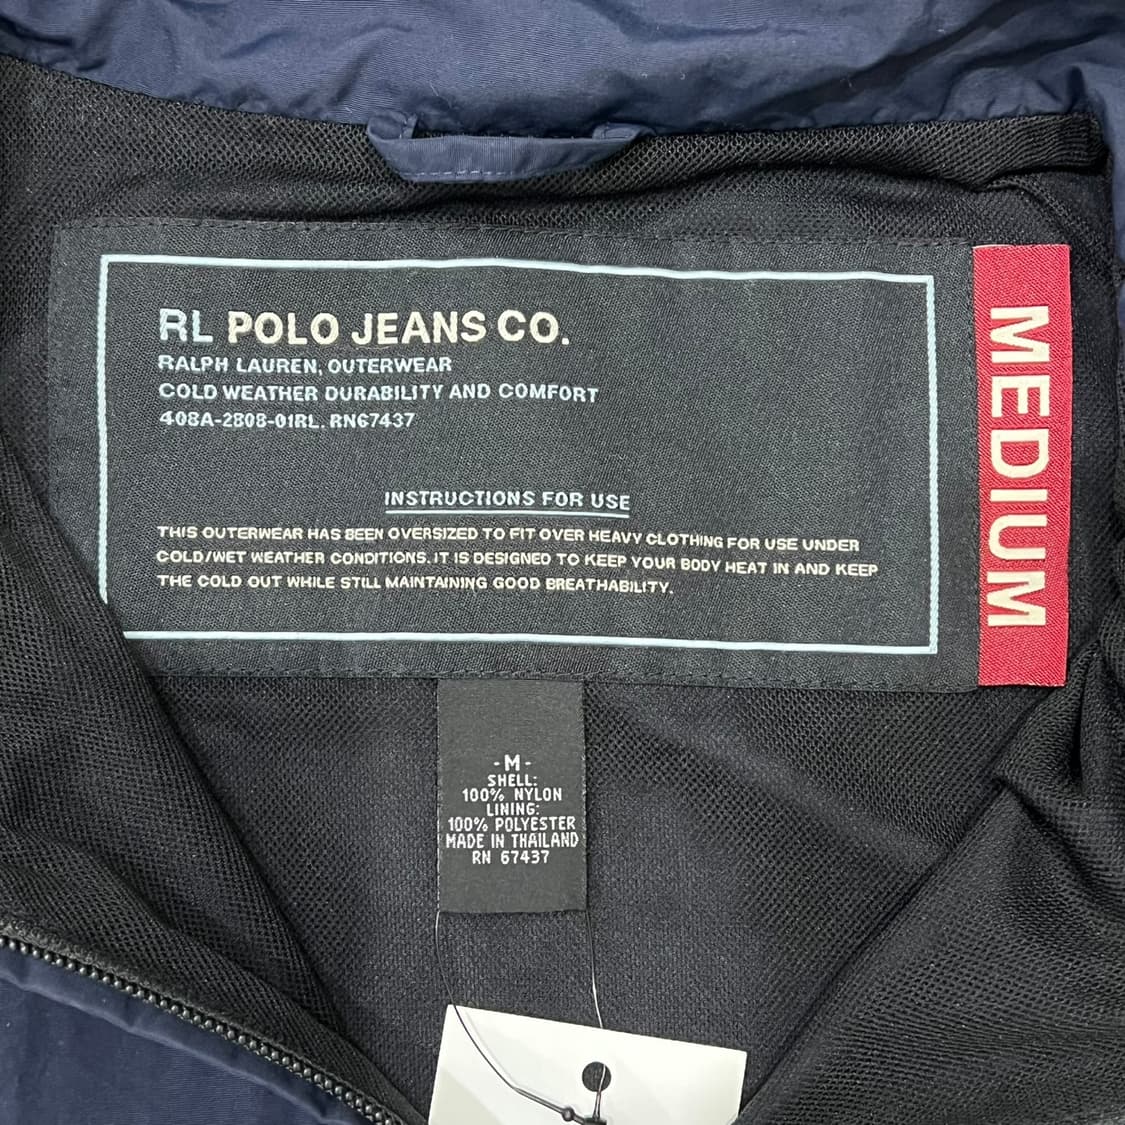 RL POLO JEANS CO.
RALPH LAUREN, OUTERWEAR
COLD WEATHER DURABILITY AND COMFORT
408A-2808-01RL. RN67437
INSTRUCTIONS FOR USE
THIS OUTERWEAR HAS BEEN OVERSIZED TO FIT OVER HEAVY CLOTHING FOR USE UNDER
COLD/WET WEATHER CONDITIONS. IT IS DESIGNED TO KEEP YOUR BODY HEAT IN AND KEEP
THE COLD OUT WHILE STILL MAINTAINING GOOD BREATHABILITY.
MEDIUM
- M -
SHELL:
100% NYLON
LINING:
100% POLYESTER
MADE IN THAILAND
RN 67437